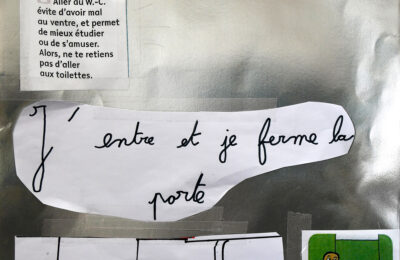 Aller au W.-C.
évite d'avoir mal
au ventre, et permet
de mieux étudier
ou de s'amuser.
Alors, ne te retiens
pas d'aller
aux toilettes.
J' entre et je ferme la
porte